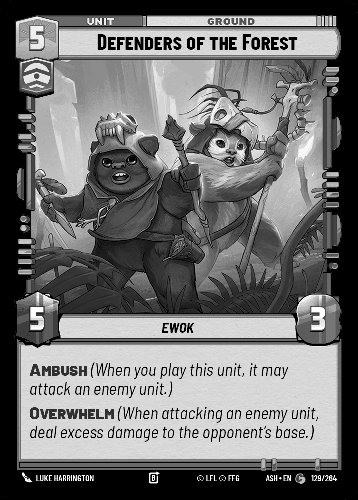 UNIT
GROUND
5
DEFENDERS OF THE FOREST
5
EWOK
3
AMBUSH (When you play this unit, it may
attack an enemy unit.)
OVERWHELM (When attacking an enemy unit,
deal excess damage to the opponent's base.)
LUKE HARRINGTON
© LFL © FFG
ASH • EN
129/264